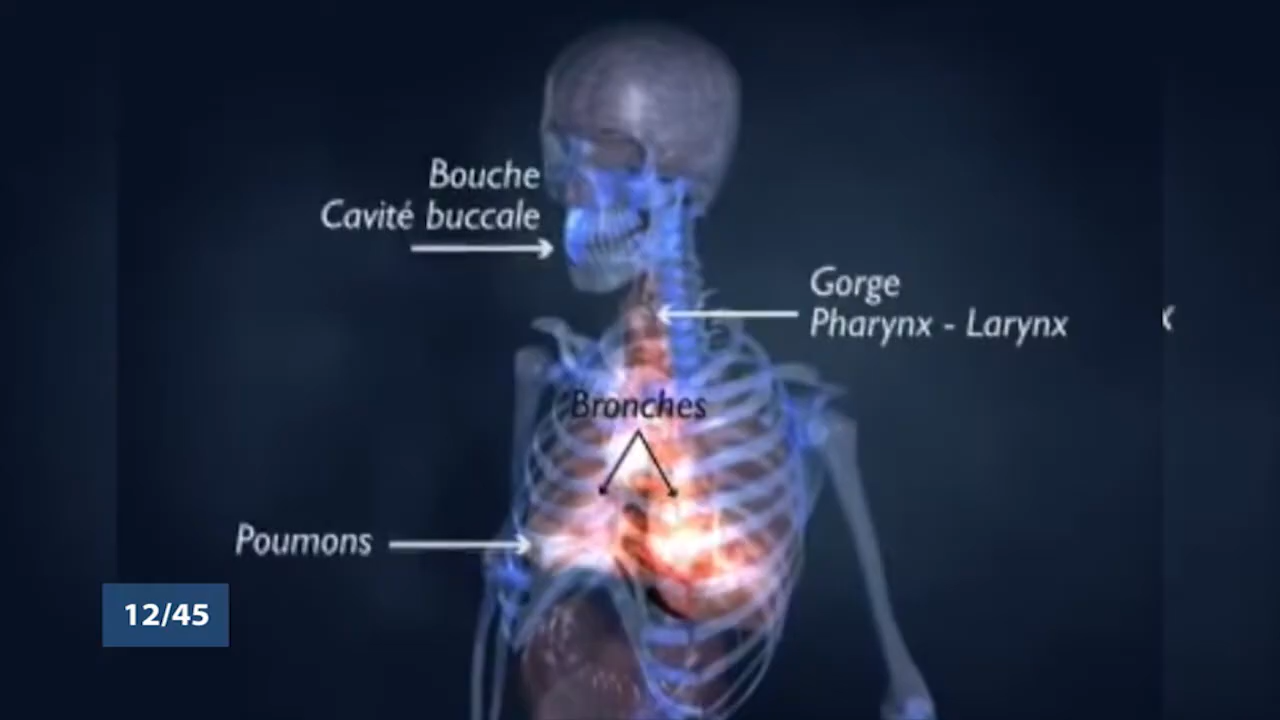 Bouche
Cavité buccale
Gorge
Pharynx - Larynx
x
Bronches
Poumons
12/45